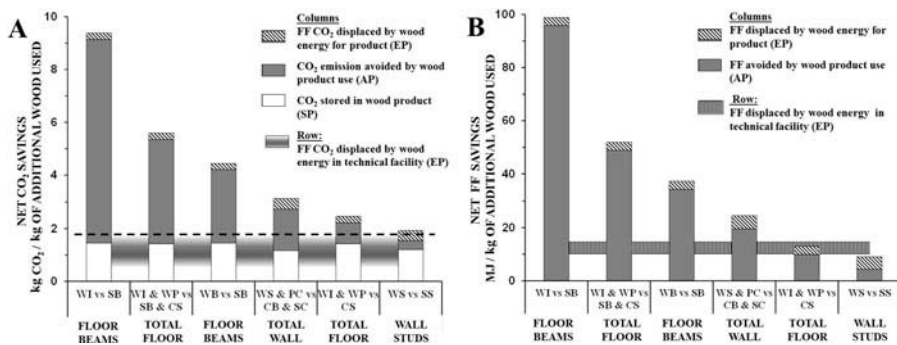 A
NET CO2 SAVINGS
kg CO2 / kg OF ADDITIONAL WOOD USED
10
8
6
4
2
0
Columns
FF CO2 displaced by wood
energy for product (EP)
CO2 emission avoided by wood
product use (AP)
CO2 stored in wood product
(SP)
Row:
FF CO2 displaced by wood
energy in technical facility (EP)
WI vs SB
WI & WP vs
SB & CS
WB vs SB
WS & PC vs
CB & SC
WI & WP vs
CS
WS vs SS
FLOOR
BEAMS
TOTAL
FLOOR
FLOOR
BEAMS
TOTAL
WALL
TOTAL
FLOOR
WALL
STUDS
B
NET FF SAVINGS
MJ / kg OF ADDITIONAL WOOD USED
100
80
60
40
20
0
Columns
FF displaced by wood energy for
product (EP)
FF avoided by wood product use
(AP)
Row:
FF displaced by wood energy in
technical facility (EP)
WI vs SB
WI & WP vs
SB & CS
WB vs SB
WS & PC vs
CB & SC
WI & WP vs
CS
WS vs SS
FLOOR
BEAMS
TOTAL
FLOOR
FLOOR
BEAMS
TOTAL
WALL
TOTAL
FLOOR
WALL
STUDS